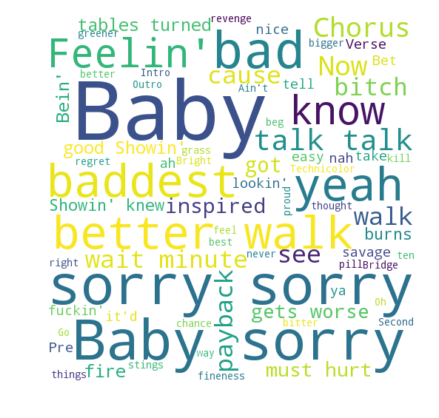 revenge
greener
tables turned
nice
Chorus
bigger
Verse
Feelin'
bad
better
Intro
cause
Now
Bet
Outro
Ain't
tell
bitch
Bein'
Baby
beg
know
talk talk
good Showin'
grass
easy
nah
take
kill
regret
ah
Bright
got
Technicolor
baddest
lookin'
yeah
proud
thought
Showin' knew
inspired
walk
feel
better
walk
best
burns
never
see
savage
ten
right
wait minute
pill
Bridge
sorry
sorry
ya
Oh
fuckin'
it'd
payback
gets worse
Go
chance
bitter
Second
Pre
Baby
sorry
way
stings
must hurt
things
fire
fineness